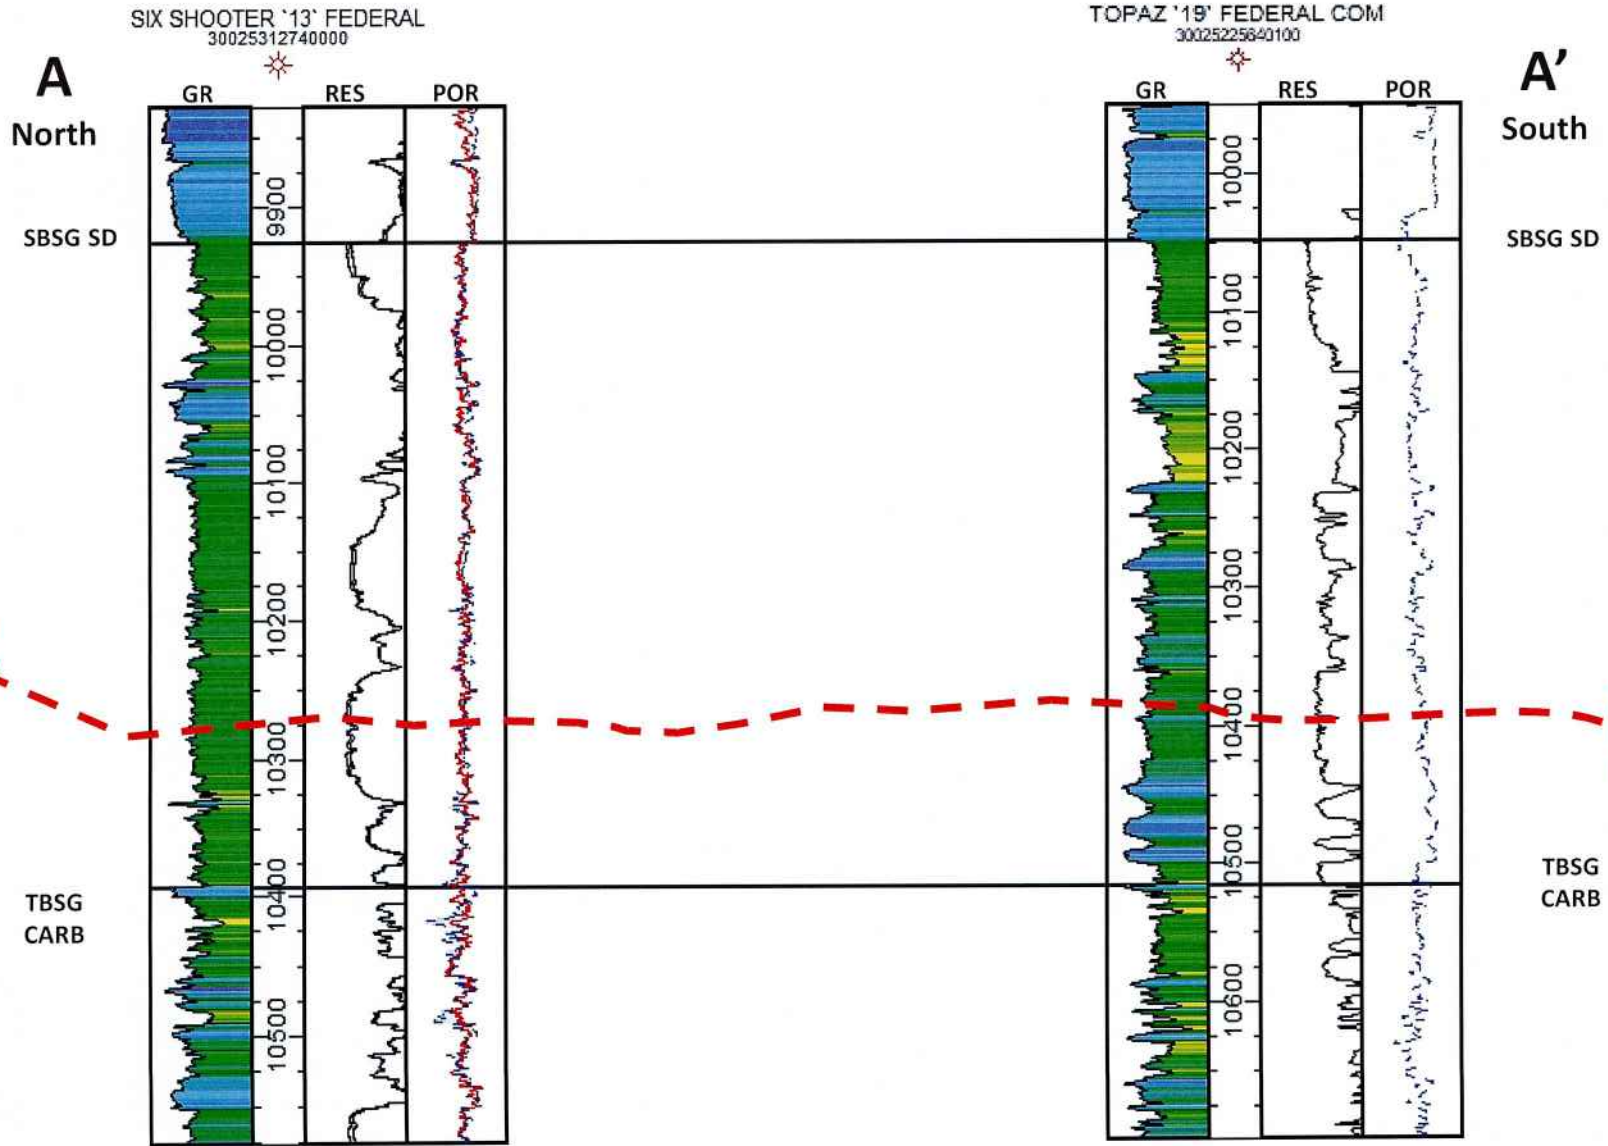 SIX SHOOTER `13` FEDERAL
30025312740000
TOPAZ `19` FEDERAL COM
30025225640100
A
North
GR
RES
POR
GR
RES
POR
A’
South
SBSG SD
SBSG SD
9900
10000
10100
10200
10300
10400
10500
10000
10100
10200
10300
10400
10500
10600
TBSG
CARB
TBSG
CARB